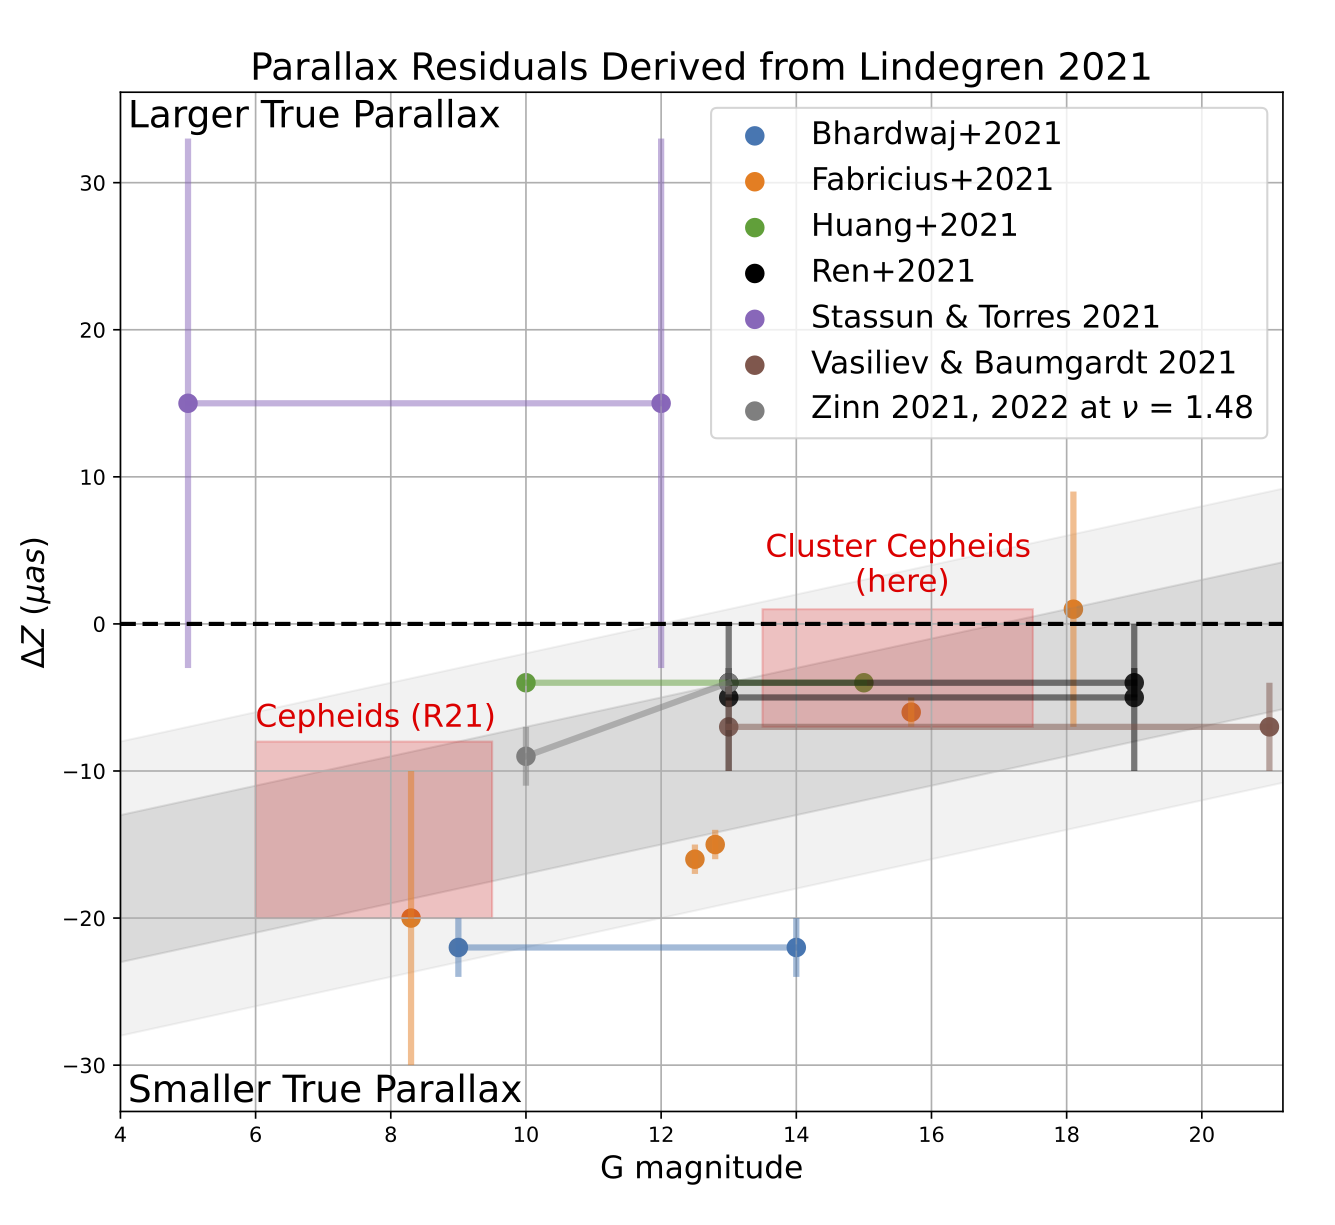 Parallax Residuals Derived from Lindegren 2021
Larger True Parallax
Bhardwaj+2021
Fabricius+2021
Huang+2021
Ren+2021
Stassun & Torres 2021
Vasiliev & Baumgardt 2021
Zinn 2021, 2022 at ν = 1.48
30
20
10
0
−10
−20
−30
ΔZ (μas)
Cluster Cepheids
(here)
Cepheids (R21)
Smaller True Parallax
4 6 8 10 12 14 16 18 20
G magnitude